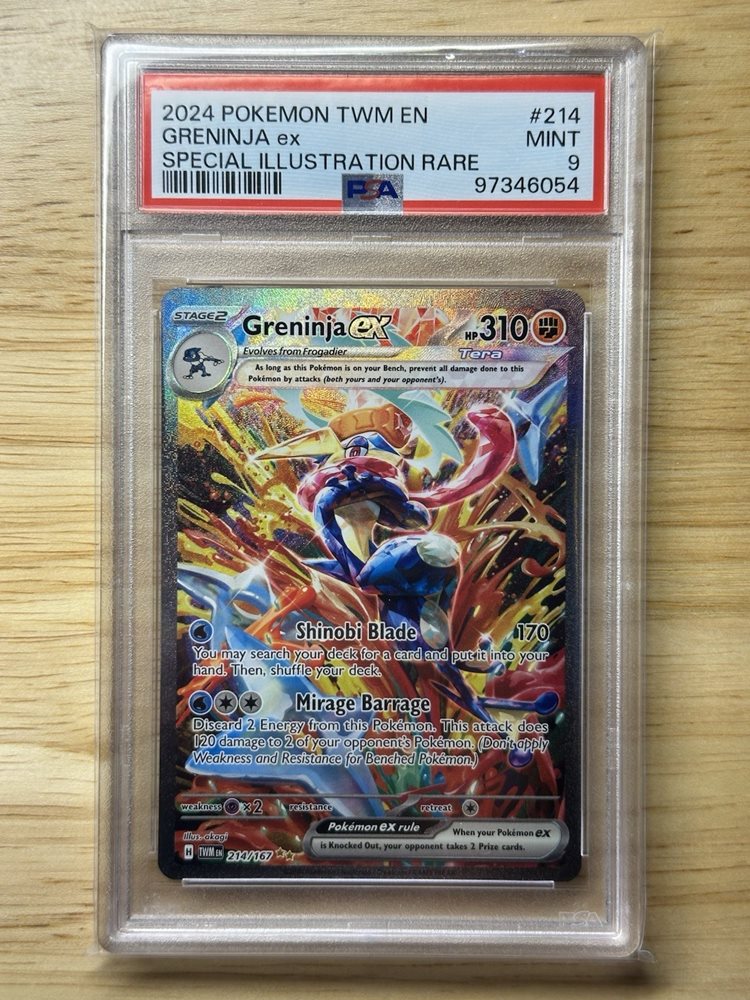 2024 POKEMON TWM EN #214
GRENINJA ex MINT
SPECIAL ILLUSTRATION RARE 9
PSA 97346054
STAGE2 Greninja ex HP 310
Evolves from Frogadier Tera
As long as this Pokémon is on your Bench, prevent all damage done to this
Pokémon by attacks (both yours and your opponent's).
Shinobi Blade 170
You may search your deck for a card and put it into your
hand. Then, shuffle your deck.
Mirage Barrage
Discard 2 Energy from this Pokémon. This attack does
120 damage to 2 of your opponent's Pokémon. (Don't apply
Weakness and Resistance for Benched Pokémon.)
weakness ×2 resistance retreat
Pokémon ex rule When your Pokémon ex
is Knocked Out, your opponent takes 2 Prize cards.
Illus. akagi
H TWM EN 214/167
PSA